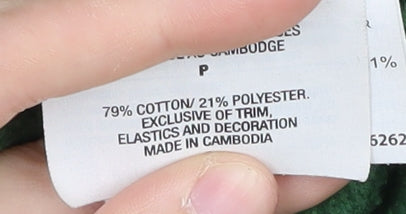 CAMBODGE
P
79% COTTON/ 21% POLYESTER.
EXCLUSIVE OF TRIM,
ELASTICS AND DECORATION
MADE IN CAMBODIA
1%
6262